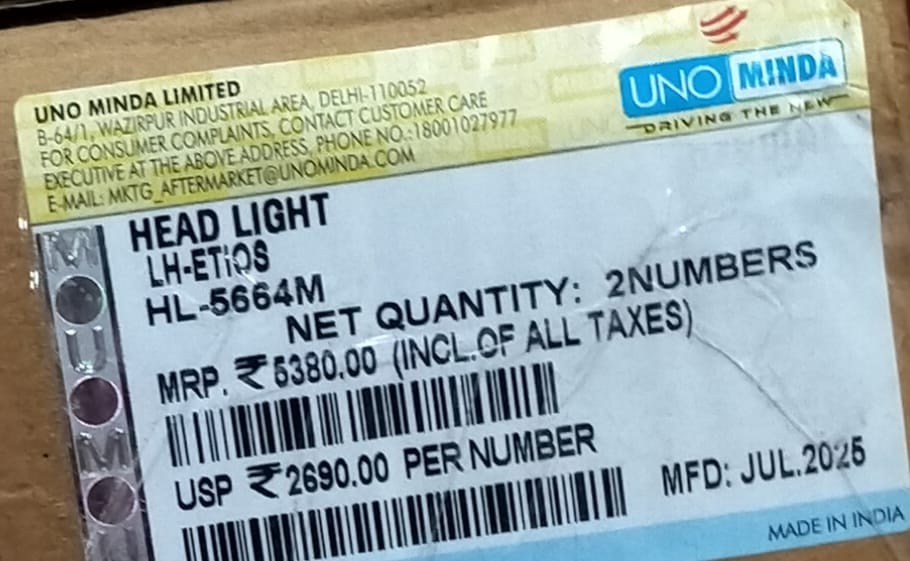 UNO MINDA LIMITED
B-64/1, WAZIRPUR INDUSTRIAL AREA, DELHI-110052
FOR CONSUMER COMPLAINTS, CONTACT CUSTOMER CARE
EXECUTIVE AT THE ABOVE ADDRESS, PHONE NO.:18001027977
E-MAIL: MKTG_AFTERMARKET@UNOMINDA.COM
UNO MINDA
DRIVING THE NEW
HEAD LIGHT
LH-ETiOS
HL-5664M
NET QUANTITY: 2NUMBERS
MRP. ₹5380.00 (INCL.OF ALL TAXES)
USP ₹2690.00 PER NUMBER
MFD: JUL.2025
MADE IN INDIA
M
U
M